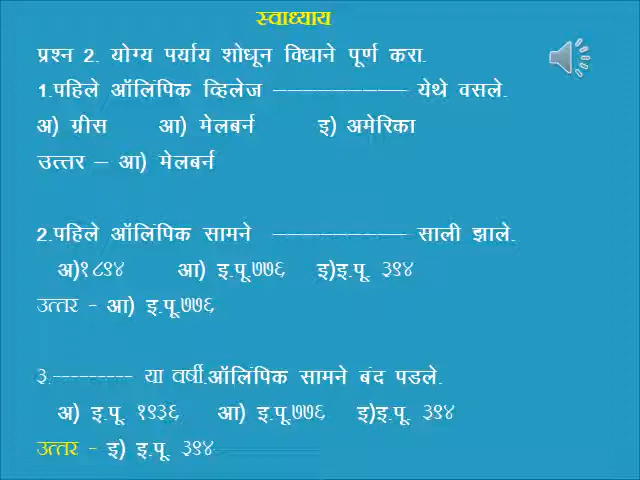 स्वाध्याय
प्रश्न 2. योग्य पर्याय शोधून विधाने पूर्ण करा.
1.पहिले ऑलिंपिक व्हिलेज ------------ येथे वसले.
अ) ग्रीस आ) मेलबर्न इ) अमेरिका
उत्तर – आ) मेलबर्न
2.पहिले ऑलिंपिक सामने ------------ साली झाले.
अ)१८९४ आ) इ.पू.७७६ इ)इ.पू. ३९४
उत्तर - आ) इ.पू.७७६
३.--------- या वर्षी.ऑलिंपिक सामने बंद पडले.
अ) इ.पू. १९३६ आ) इ.पू.७७६ इ)इ.पू. ३९४
उत्तर - इ) इ.पू. ३९४